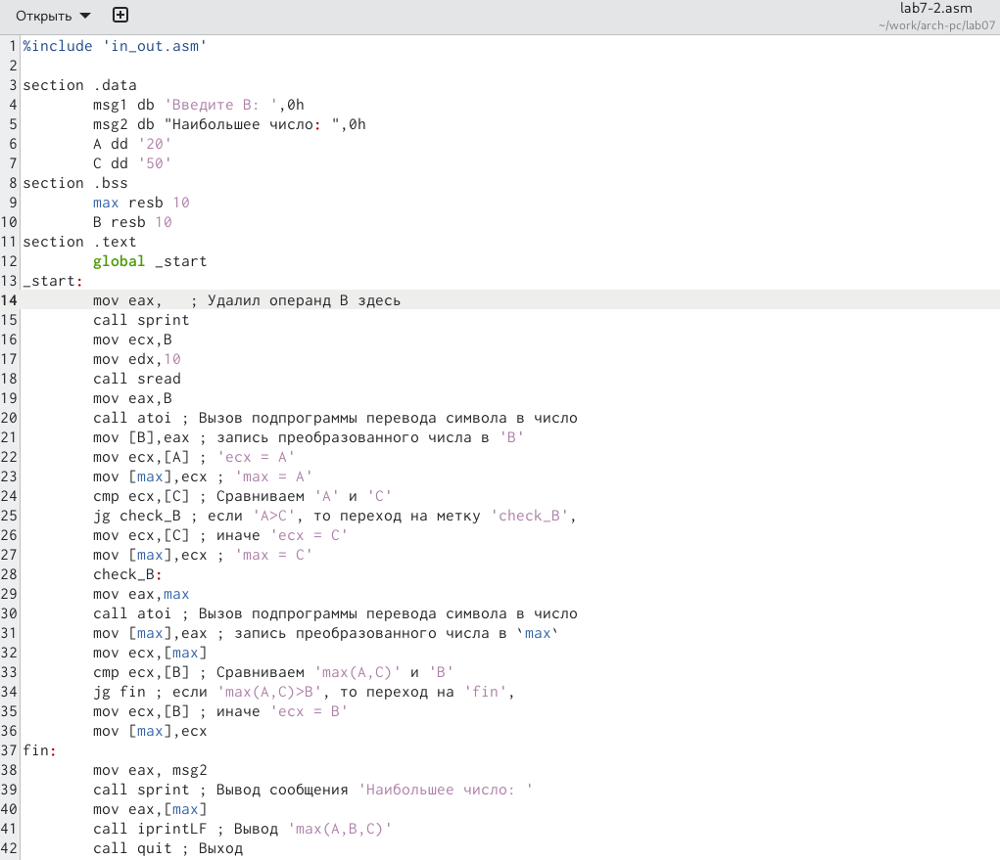 Открыть
lab7-2.asm
~/work/arch-pc/lab07
1 %include 'in_out.asm'
2
3 section .data
4 msg1 db 'Введите B: ',0h
5 msg2 db "Наибольшее число: ",0h
6 A dd '20'
7 C dd '50'
8 section .bss
9 max resb 10
10 B resb 10
11 section .text
12 global _start
13 _start:
14 mov eax, ; Удалил операнд B здесь
15 call sprint
16 mov ecx,B
17 mov edx,10
18 call sread
19 mov eax,B
20 call atoi ; Вызов подпрограммы перевода символа в число
21 mov [B],eax ; запись преобразованного числа в 'B'
22 mov ecx,[A] ; 'ecx = A'
23 mov [max],ecx ; 'max = A'
24 cmp ecx,[C] ; Сравниваем 'A' и 'C'
25 jg check_B ; если 'A>C', то переход на метку 'check_B',
26 mov ecx,[C] ; иначе 'ecx = C'
27 mov [max],ecx ; 'max = C'
28 check_B:
29 mov eax,max
30 call atoi ; Вызов подпрограммы перевода символа в число
31 mov [max],eax ; запись преобразованного числа в `max`
32 mov ecx,[max]
33 cmp ecx,[B] ; Сравниваем 'max(A,C)' и 'B'
34 jg fin ; если 'max(A,C)>B', то переход на 'fin',
35 mov ecx,[B] ; иначе 'ecx = B'
36 mov [max],ecx
37 fin:
38 mov eax, msg2
39 call sprint ; Вывод сообщения 'Наибольшее число: '
40 mov eax,[max]
41 call iprintLF ; Вывод 'max(A,B,C)'
42 call quit ; Выход